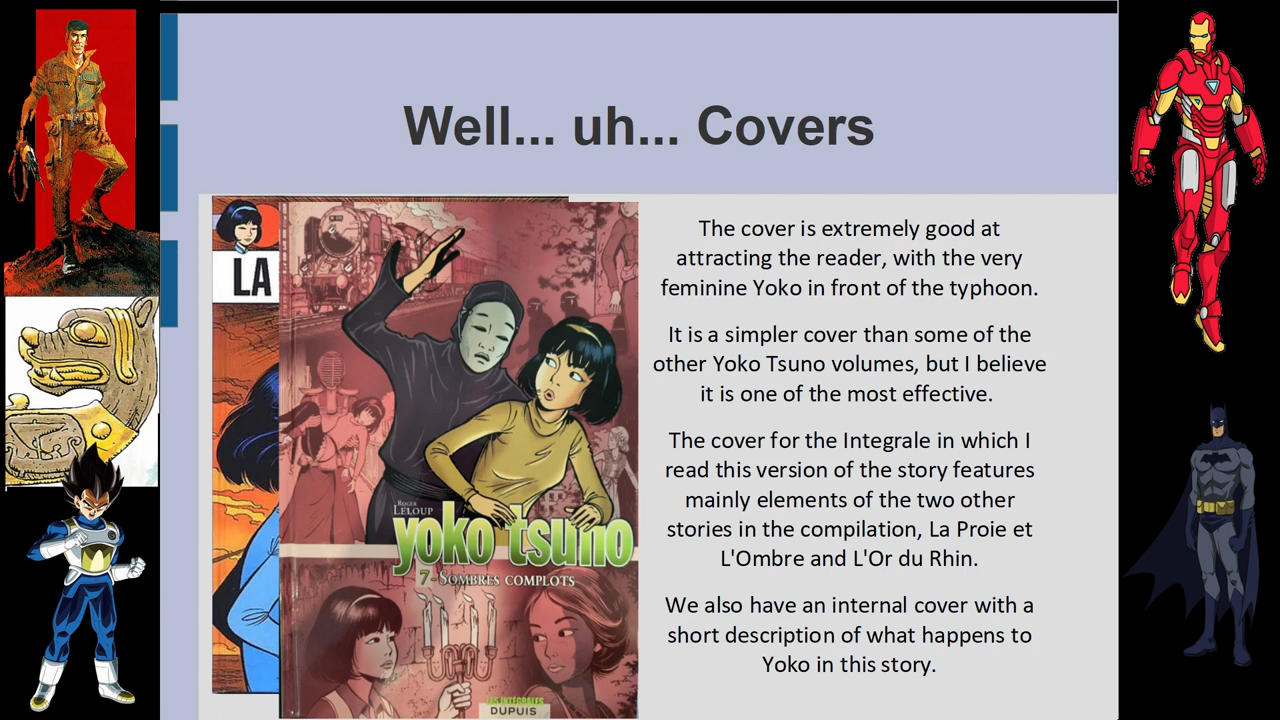 Well... uh... Covers
LA
ROGER
LELOUP
yoko tsuno
7-SOMBRES COMPLOTS
LES INTÉGRALES
DUPUIS
The cover is extremely good at
attracting the reader, with the very
feminine Yoko in front of the typhoon.
It is a simpler cover than some of the
other Yoko Tsuno volumes, but I believe
it is one of the most effective.
The cover for the Integrale in which I
read this version of the story features
mainly elements of the two other
stories in the compilation, La Proie et
L'Ombre and L'Or du Rhin.
We also have an internal cover with a
short description of what happens to
Yoko in this story.